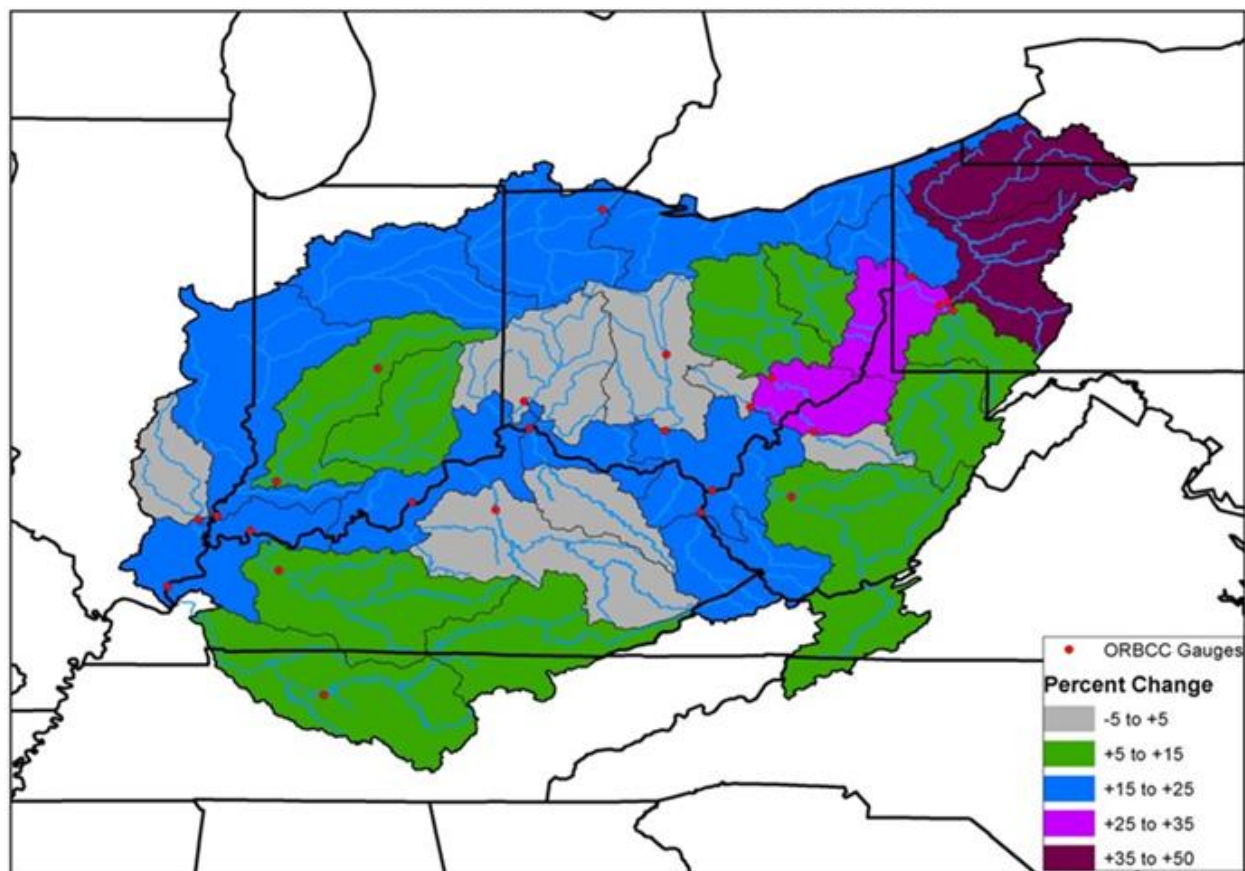 ORBCC Gauges
Percent Change
-5 to +5
+5 to +15
+15 to +25
+25 to +35
+35 to +50